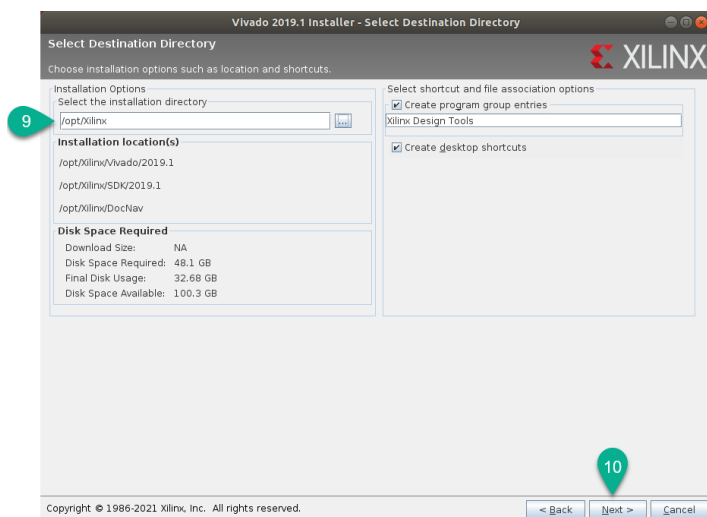 Vivado 2019.1 Installer - Select Destination Directory
Select Destination Directory
Choose installation options such as location and shortcuts.
XILINX
Installation Options
Select the installation directory
9
/opt/Xilinx
...
Installation location(s)
/opt/Xilinx/Vivado/2019.1
/opt/Xilinx/SDK/2019.1
/opt/Xilinx/DocNav
Disk Space Required
Download Size: NA
Disk Space Required: 48.1 GB
Final Disk Usage: 32.68 GB
Disk Space Available: 100.3 GB
Select shortcut and file association options
Create program group entries
Xilinx Design Tools
Create desktop shortcuts
10
Copyright © 1986-2021 Xilinx, Inc. All rights reserved.
< Back
Next >
Cancel